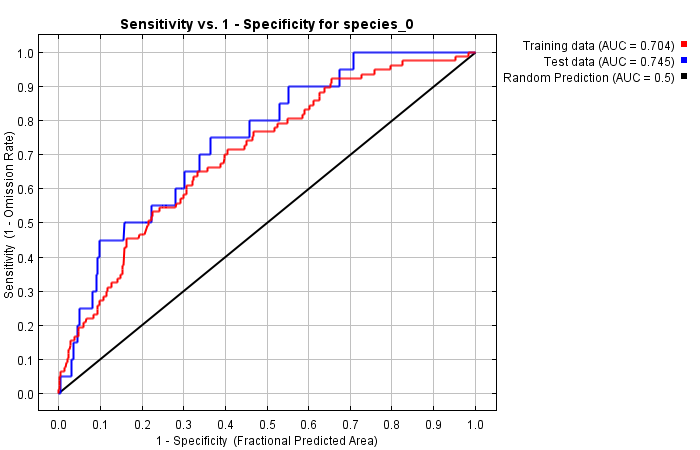 Sensitivity vs. 1 - Specificity for species_0
Training data (AUC = 0.704)
Test data (AUC = 0.745)
Random Prediction (AUC = 0.5)
Sensitivity (1 - Omission Rate)
1.0
0.9
0.8
0.7
0.6
0.5
0.4
0.3
0.2
0.1
0.0
0.0 0.1 0.2 0.3 0.4 0.5 0.6 0.7 0.8 0.9 1.0
1 - Specificity (Fractional Predicted Area)